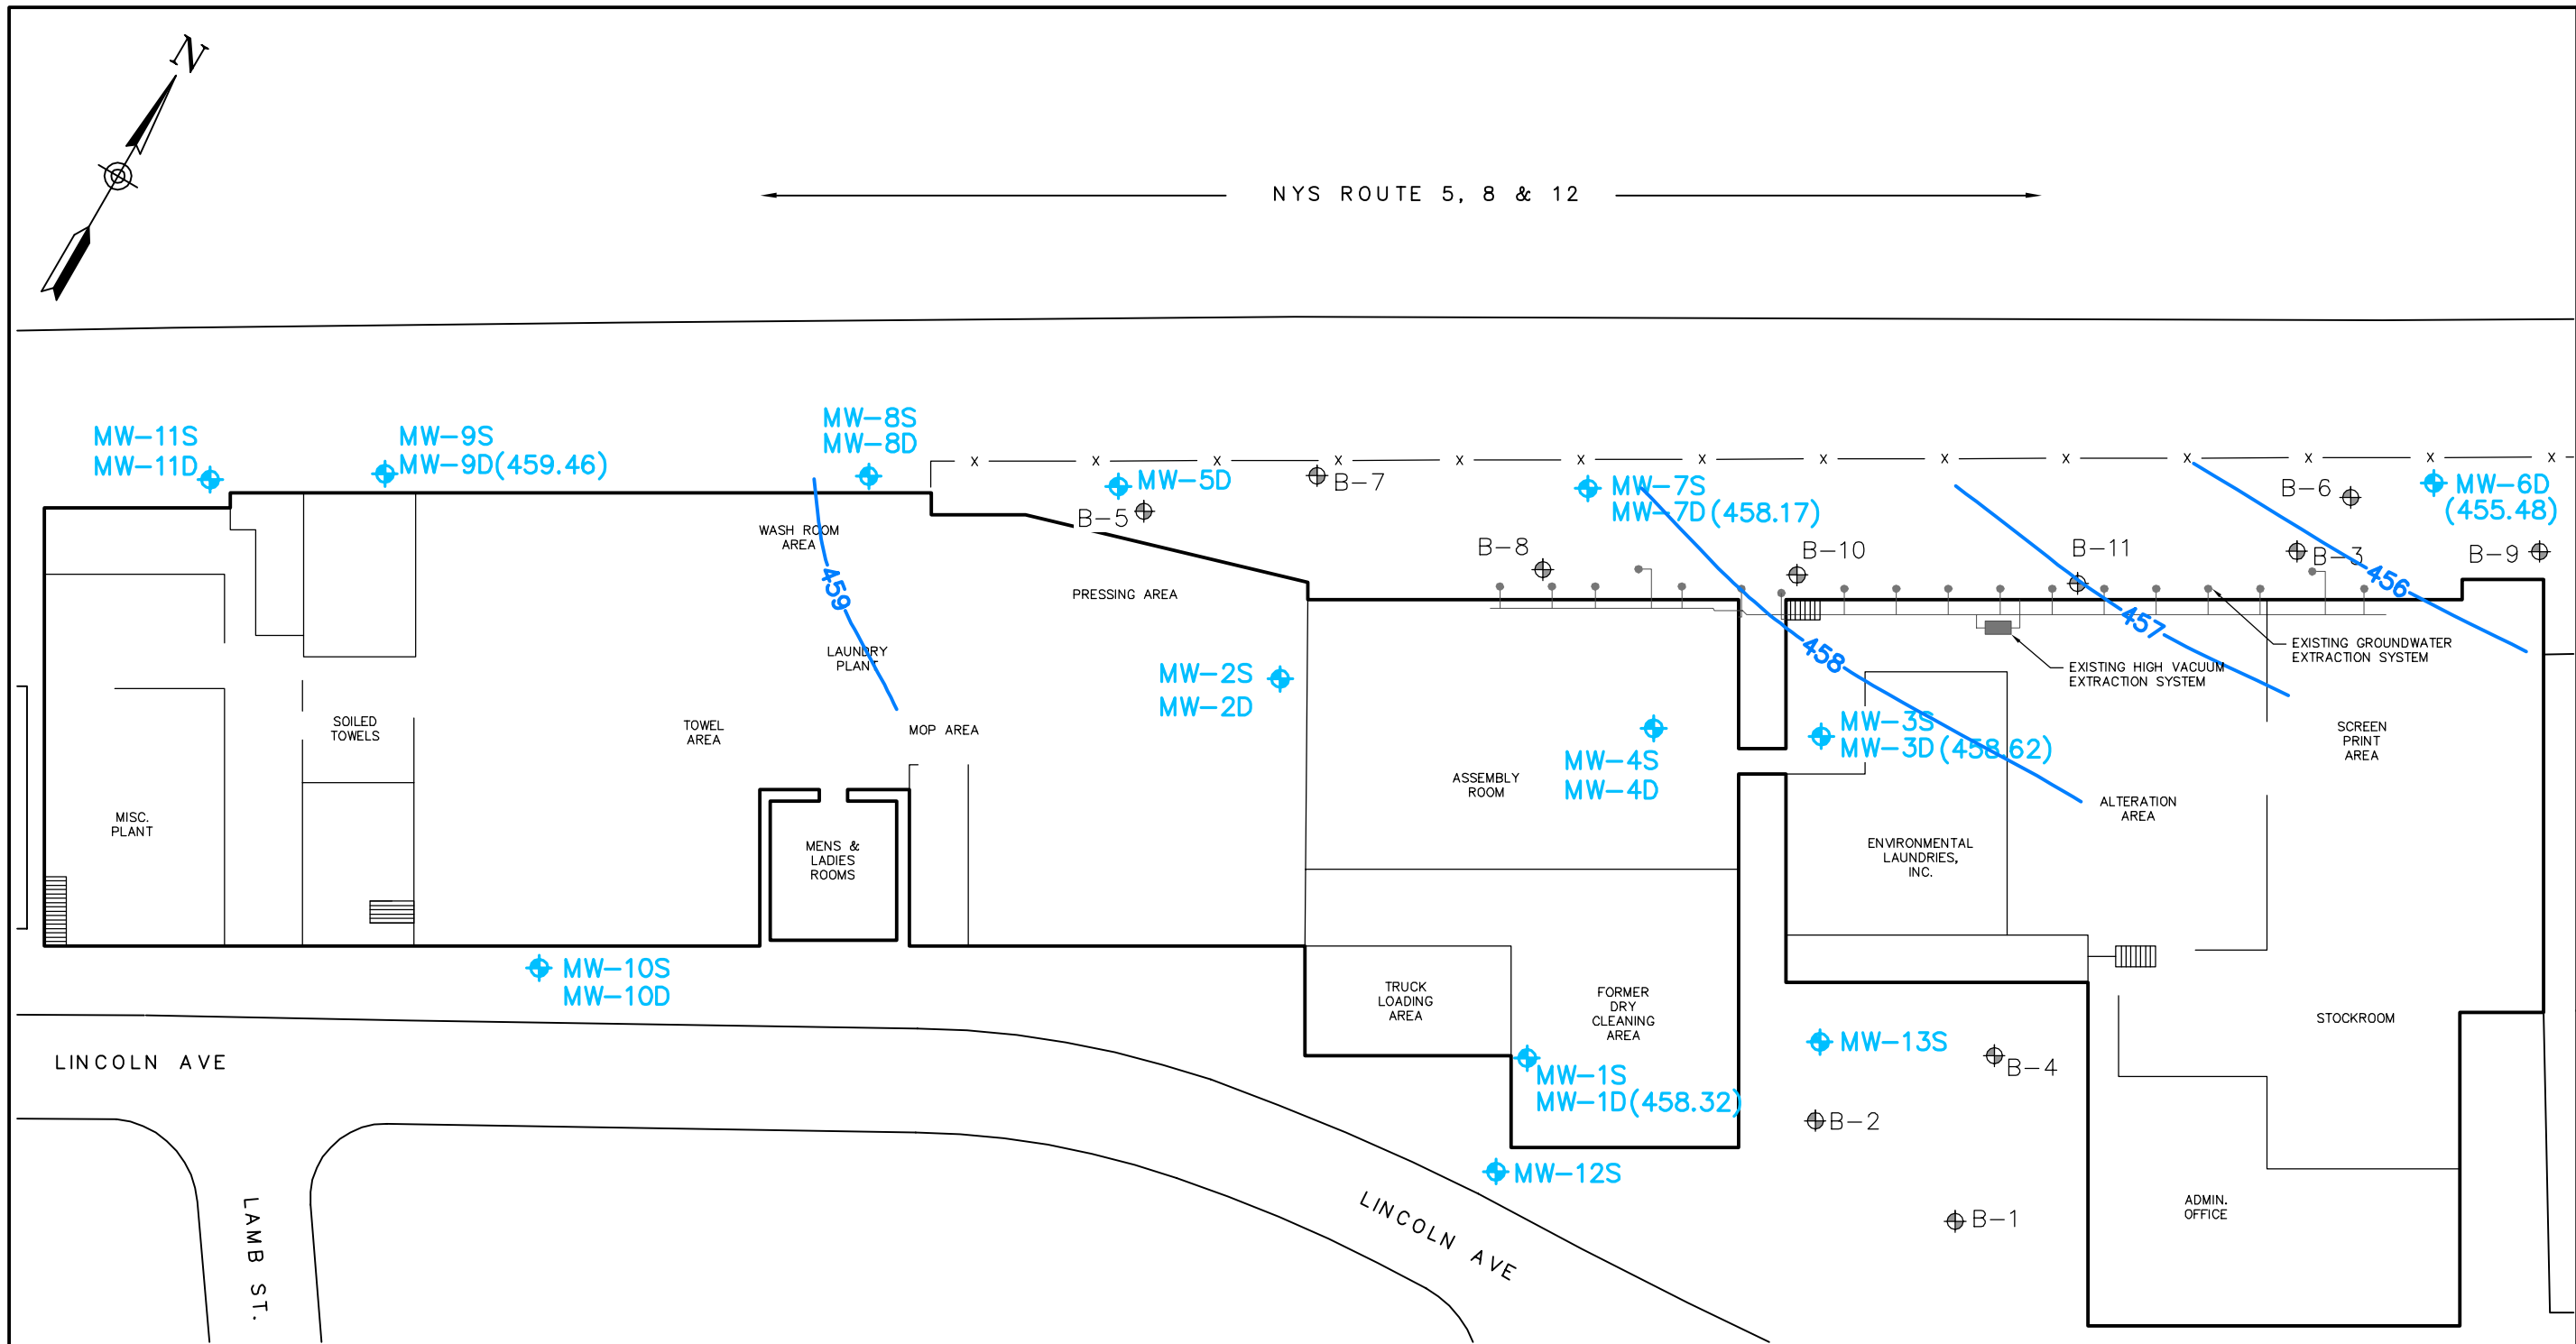 N
NYS ROUTE 5, 8 & 12
MW-11S
MW-11D
MW-9S
MW-9D(459.46)
MW-8S
MW-8D
MW-5D
B-5
B-7
MW-7S
MW-7D(458.17)
B-6
MW-6D
(455.48)
B-8
B-10
B-11
B-3
B-9
WASH ROOM
AREA
459
PRESSING AREA
LAUNDRY
PLANT
456
457
458
EXISTING GROUNDWATER
EXTRACTION SYSTEM
EXISTING HIGH VACUUM
EXTRACTION SYSTEM
MW-2S
MW-2D
SOILED
TOWELS
TOWEL
AREA
MOP AREA
MW-4S
MW-4D
MW-3S
MW-3D(458.62)
SCREEN
PRINT
AREA
ASSEMBLY
ROOM
ALTERATION
AREA
MISC.
PLANT
MENS &
LADIES
ROOMS
ENVIRONMENTAL
LAUNDRIES,
INC.
MW-10S
MW-10D
TRUCK
LOADING
AREA
FORMER
DRY
CLEANING
AREA
STOCKROOM
MW-13S
B-4
LINCOLN AVE
MW-1S
MW-1D(458.32)
B-2
MW-12S
LAMB ST.
LINCOLN AVE
B-1
ADMIN.
OFFICE
X X X X X X X X X X X X X X